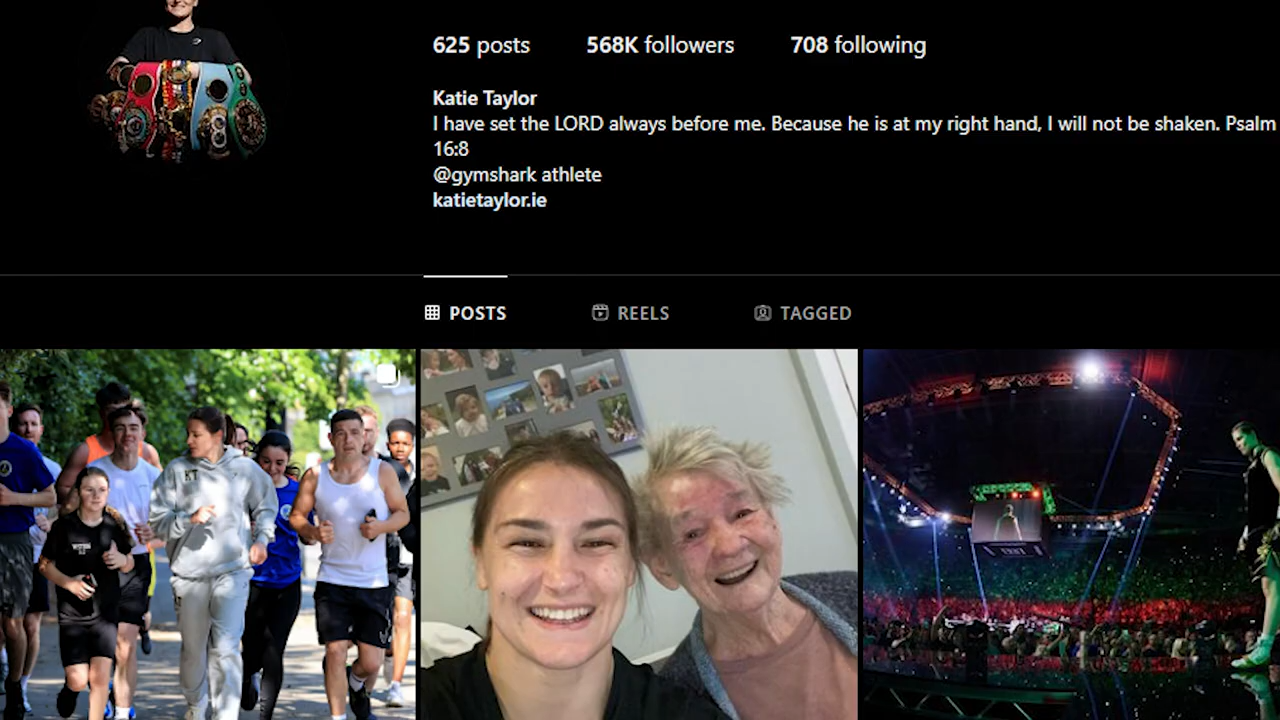 625 posts 568K followers 708 following
Katie Taylor
I have set the LORD always before me. Because he is at my right hand, I will not be shaken. Psalm
16:8
@gymshark athlete
katietaylor.ie
POSTS REELS TAGGED
KT